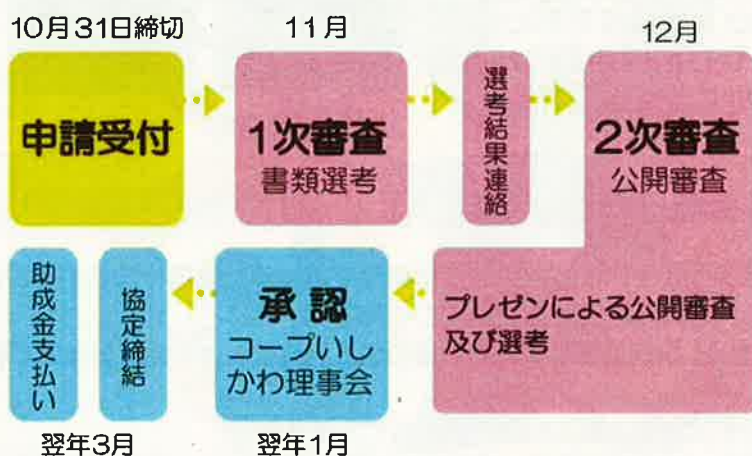 10月31日締切
申請受付
11月
1次審査
書類選考
選考結果連絡
12月
2次審査
公開審査
プレゼンによる公開審査
及び選考
承認
コープいし
かわ理事会
翌年1月
協定締結
助成金支払い
翌年3月